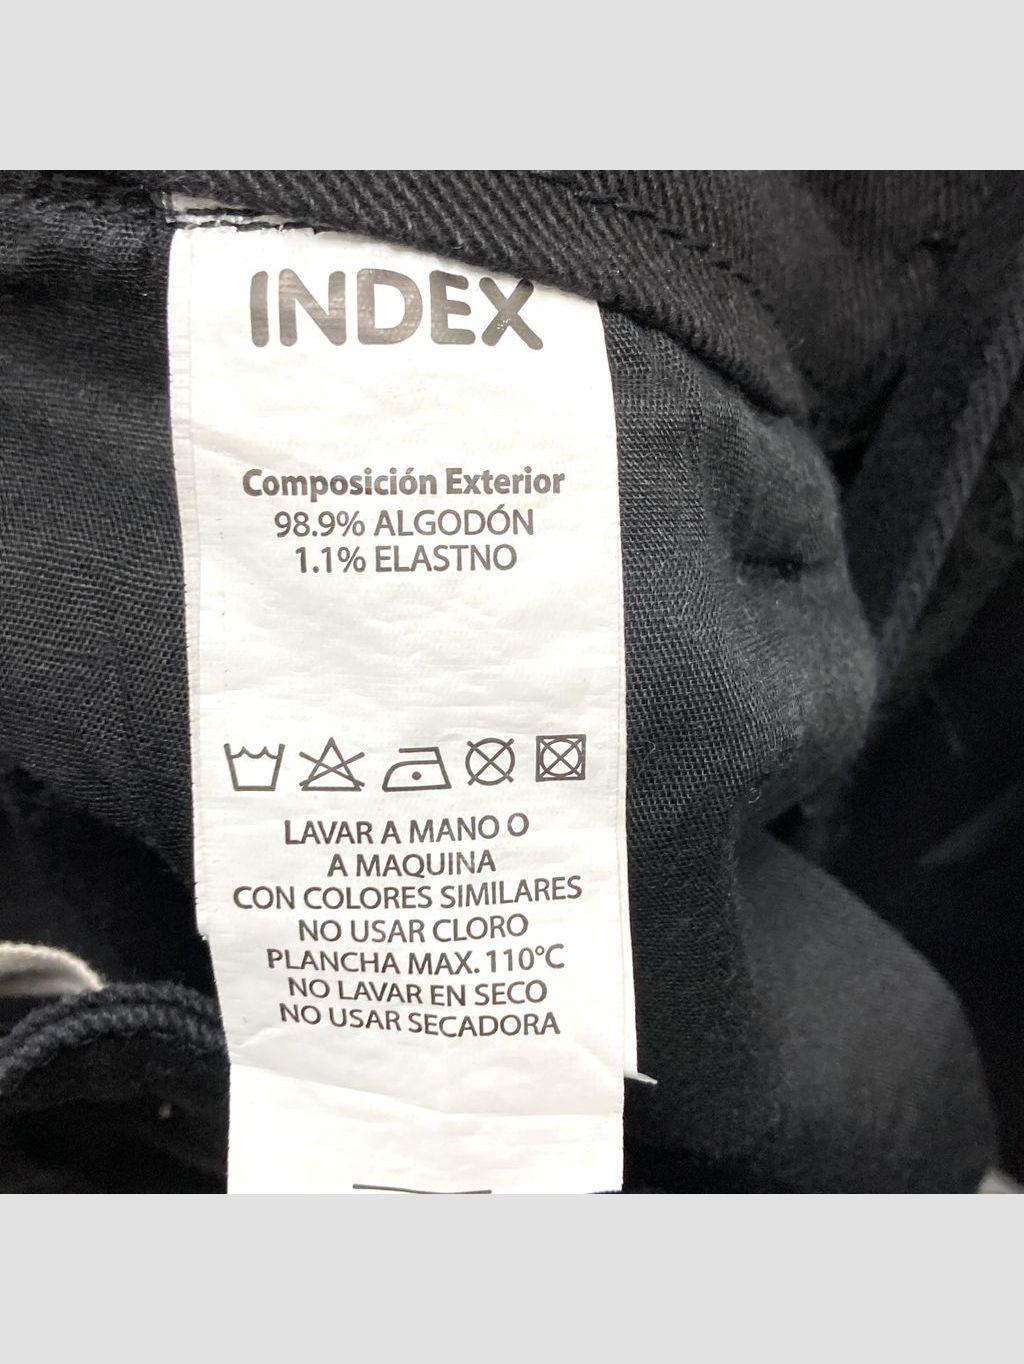 INDEX
Composición Exterior
98.9% ALGODÓN
1.1% ELASTNO
LAVAR A MANO O
A MAQUINA
CON COLORES SIMILARES
NO USAR CLORO
PLANCHA MAX. 110°C
NO LAVAR EN SECO
NO USAR SECADORA